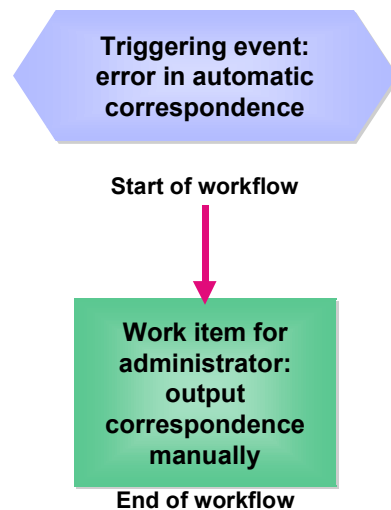 Triggering event:
error in automatic
correspondence
Start of workflow
Work item for
administrator:
output
correspondence
manually
End of workflow